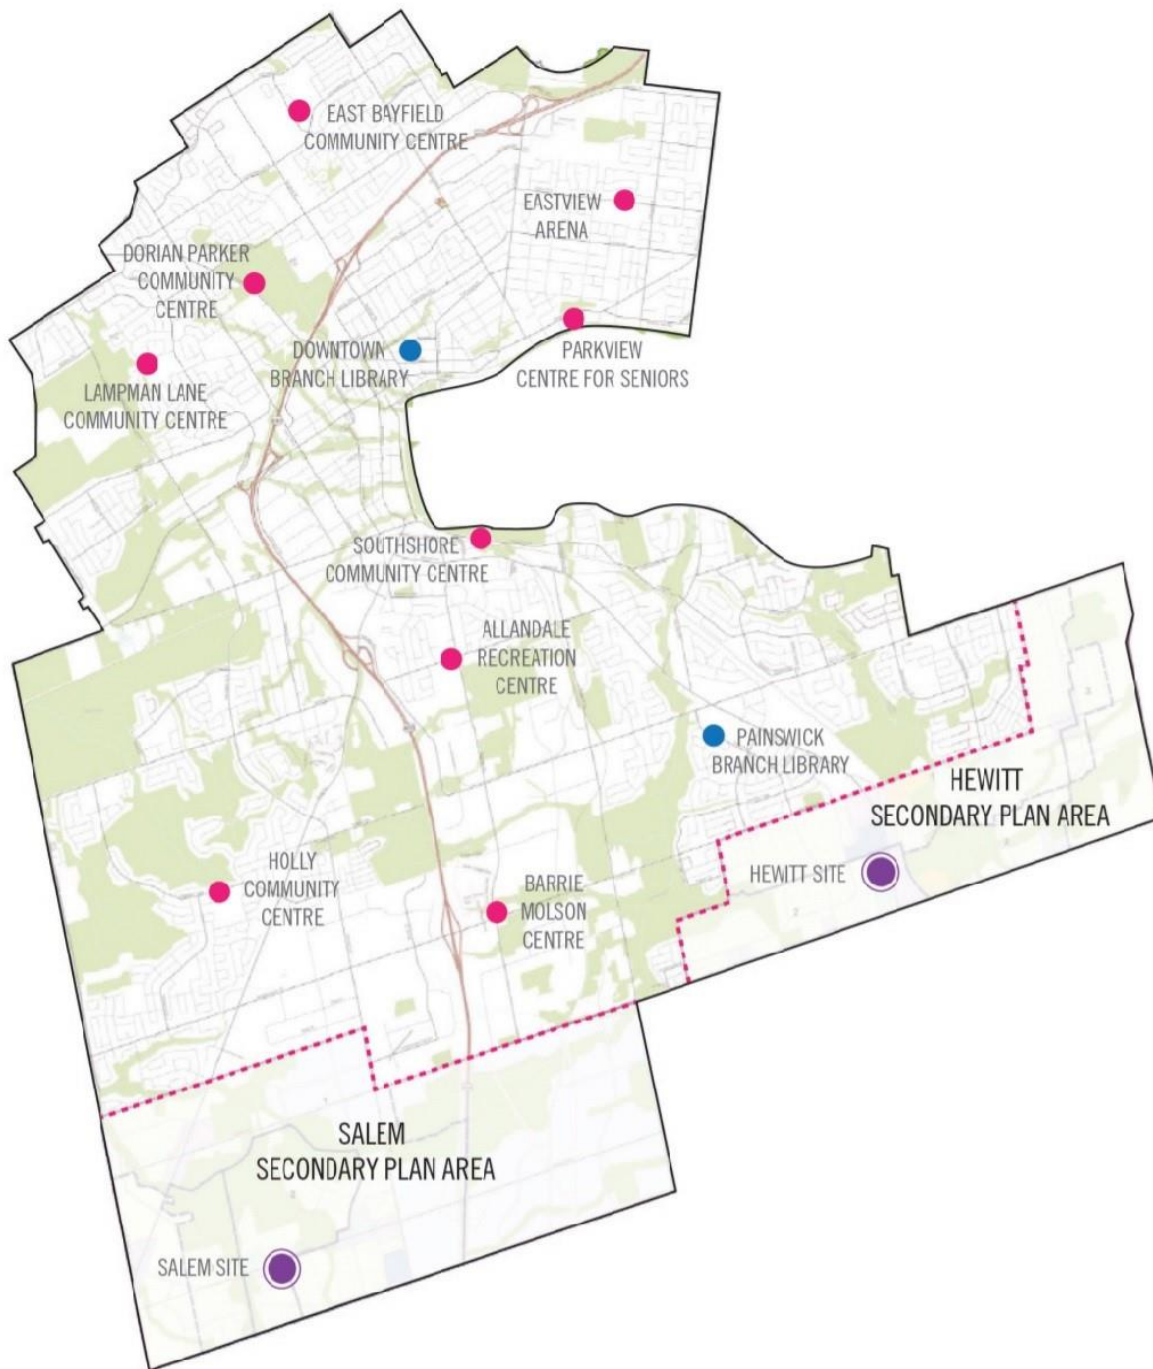 EAST BAYFIELD
COMMUNITY CENTRE
EASTVIEW
ARENA
DORIAN PARKER
COMMUNITY
CENTRE
DOWNTOWN
BRANCH LIBRARY
PARKVIEW
CENTRE FOR SENIORS
LAMPMAN LANE
COMMUNITY CENTRE
SOUTHSHORE
COMMUNITY CENTRE
ALLANDALE
RECREATION
CENTRE
PAINSWICK
BRANCH LIBRARY
HEWITT
SECONDARY PLAN AREA
HEWITT SITE
HOLLY
COMMUNITY
CENTRE
BARRIE
MOLSON
CENTRE
SALEM
SECONDARY PLAN AREA
SALEM SITE